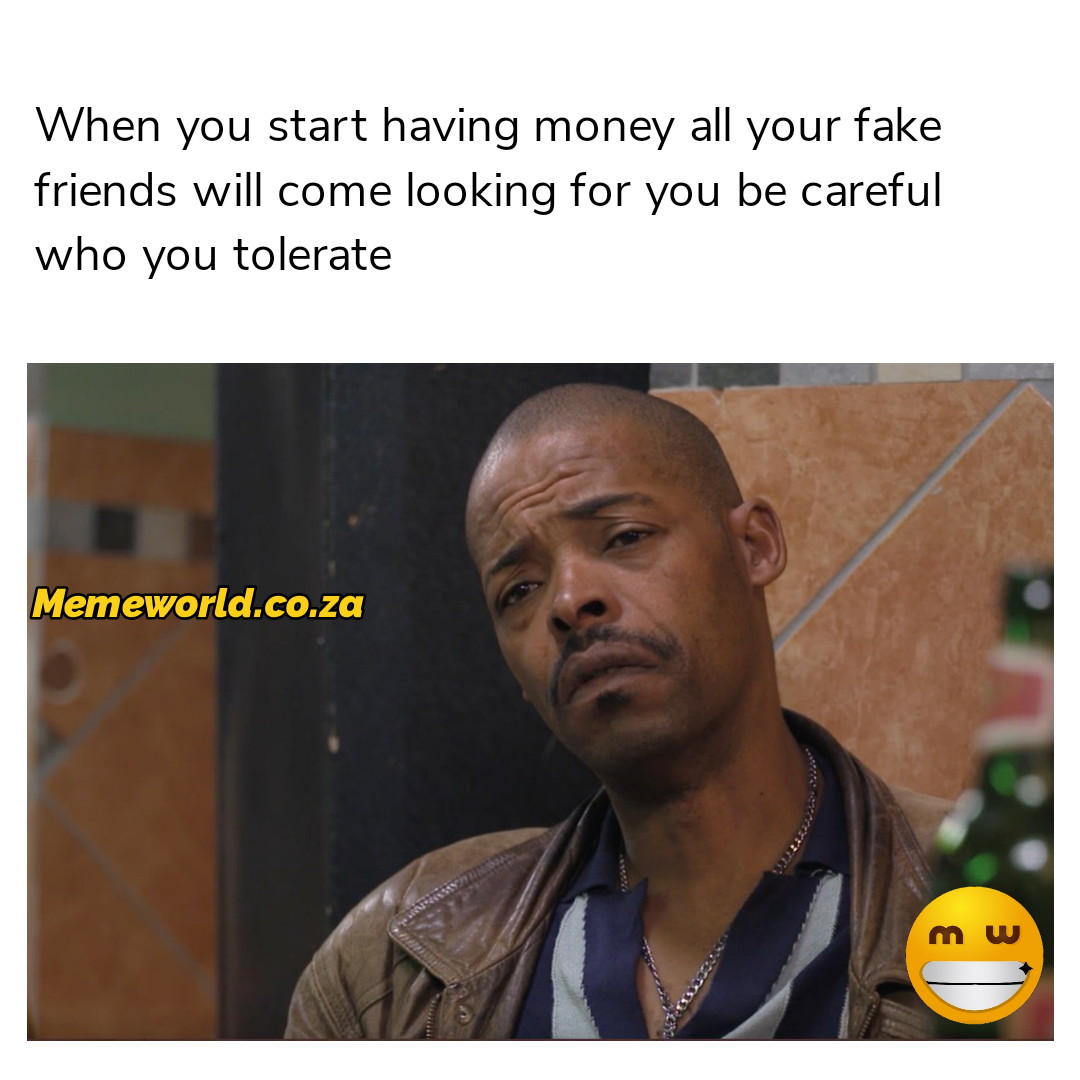 When you start having money all your fake
friends will come looking for you be careful
who you tolerate
Memeworld.co.za
m w